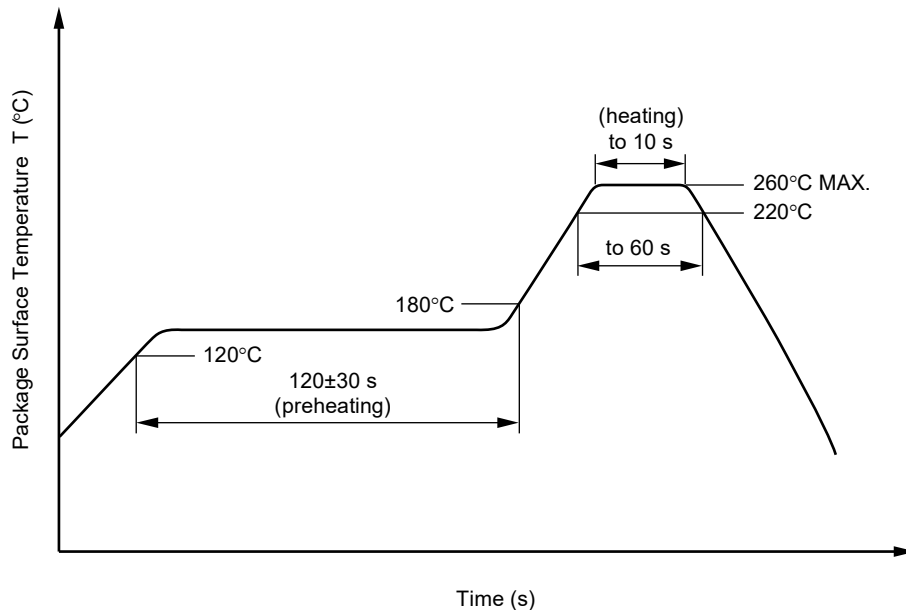 Package Surface Temperature T (°C)
(heating)
to 10 s
260°C MAX.
220°C
to 60 s
180°C
120°C
120±30 s
(preheating)
Time (s)